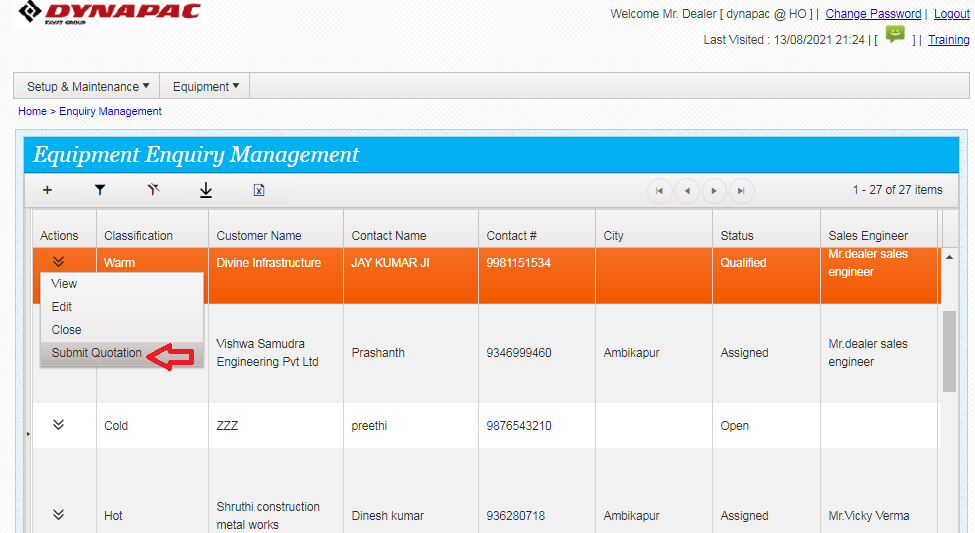 DYNAPAC
FAYAT GROUP
Welcome Mr. Dealer [ dynapac @ HO ] | Change Password | Logout
Last Visited : 13/08/2021 21:24 | [ ] | Training
Setup & Maintenance Equipment
Home > Enquiry Management
Equipment Enquiry Management
1 - 27 of 27 items
Actions Classification Customer Name Contact Name Contact # City Status Sales Engineer
Warm Divine Infrastructure JAY KUMAR JI 9981151534 Qualified Mr.dealer sales
engineer
View
Edit
Close
Submit Quotation
Vishwa Samudra
Engineering Pvt Ltd Prashanth 9346999460 Ambikapur Assigned Mr.dealer sales
engineer
Cold ZZZ preethi 9876543210 Open
Hot Shruthi construction
metal works Dinesh kumar 936280718 Ambikapur Assigned Mr.Vicky Verma